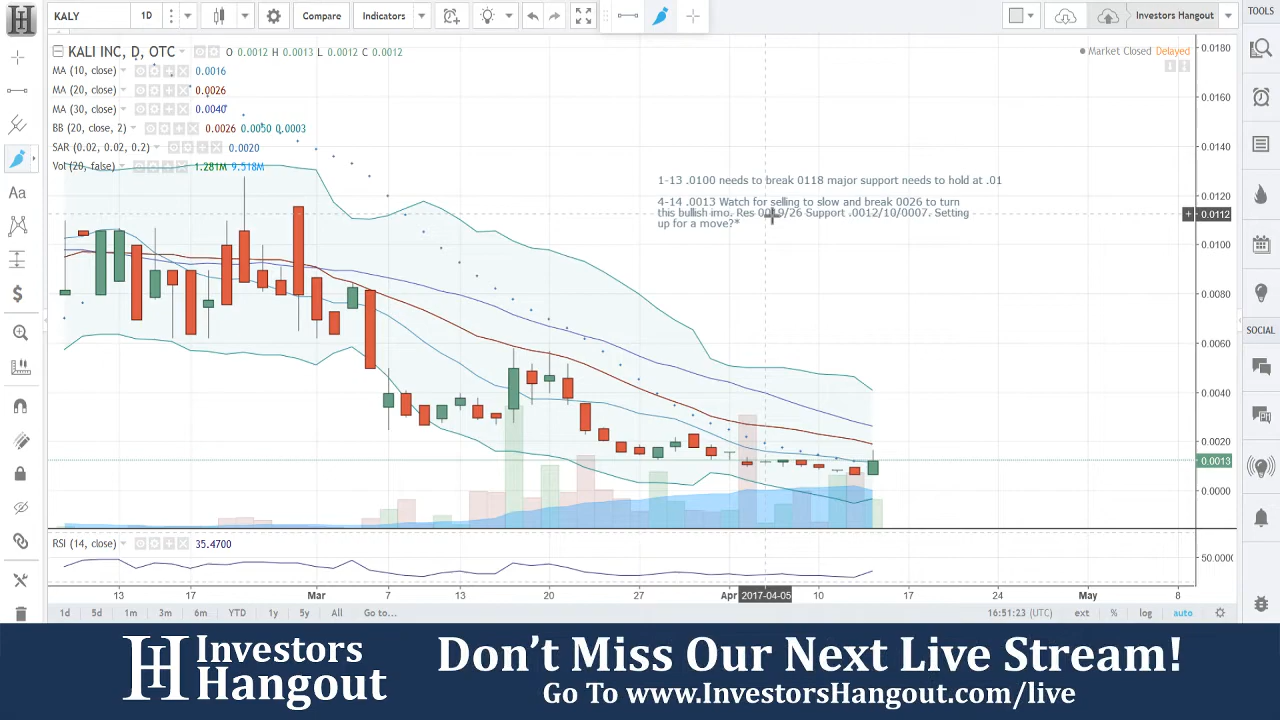 KALY
1D
Compare
Indicators
Investors Hangout
TOOLS
KALI INC, D, OTC
O 0.0012 H 0.0013 L 0.0012 C 0.0012
Market Closed Delayed
MA (10, close) 0.0016
MA (20, close) 0.0026
MA (30, close) 0.0040
BB (20, close, 2) 0.0026 0.0050 0.0003
SAR (0.02, 0.02, 0.2) 0.0020
Vol (20, false) 1.281M 9.518M
1-13 .0100 needs to break 0118 major support needs to hold at .01
4-14 .0013 Watch for selling to slow and break 0026 to turn
this bullish imo. Res 0019/26 Support .0012/10/0007. Setting
up for a move?*
0.0180
0.0160
0.0140
0.0120
0.0112
0.0100
0.0080
0.0060
0.0040
0.0020
0.0013
0.0000
SOCIAL
RSI (14, close) 35.4700
50.0000
13 20 Mar 7 13 20 27 Apr 2017-04-05 10 17 24 May 8
1d 5d 1m 3m 6m YTD 1y 5y All Go to...
16:51:23 (UTC) ext % log auto
Investors
Hangout
Don't Miss Our Next Live Stream!
Go To www.InvestorsHangout.com/live